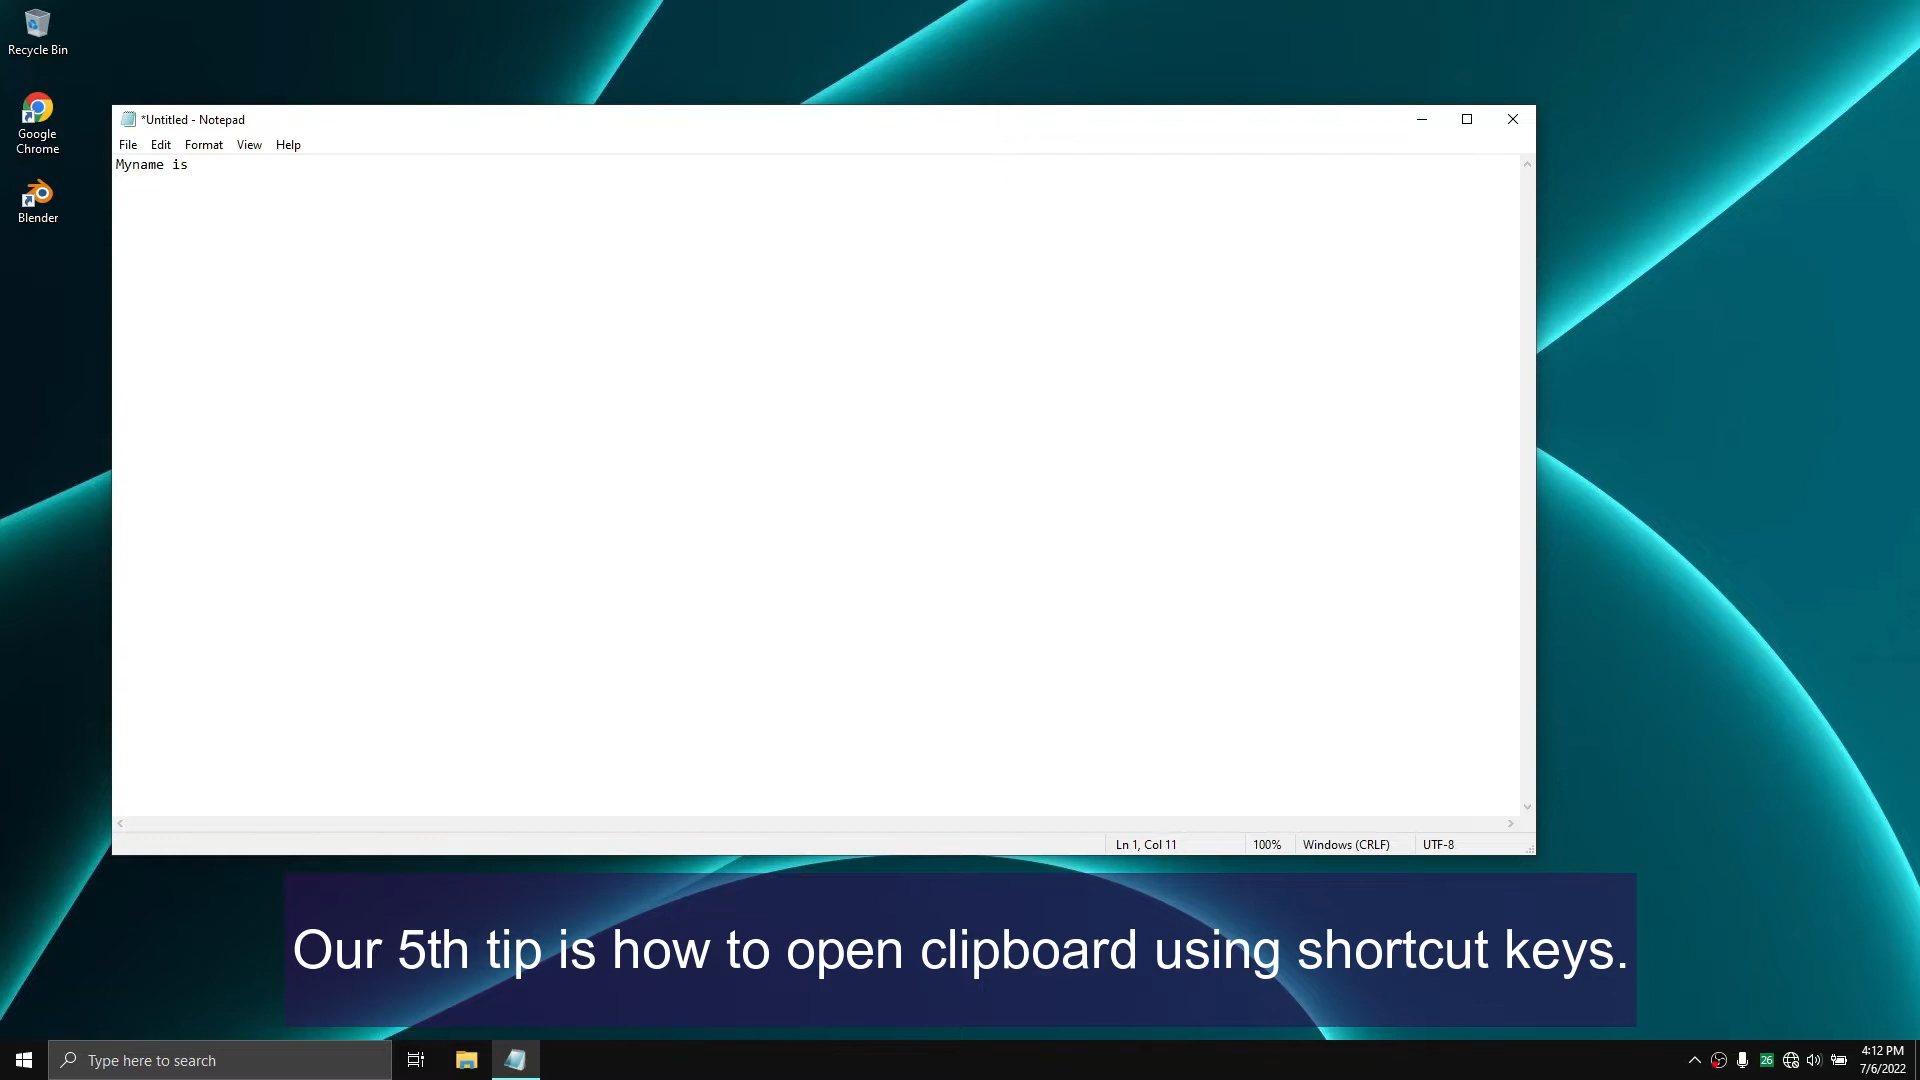 Recycle Bin
Google
Chrome
Blender
*Untitled - Notepad
File Edit Format View Help
Myname is
Ln 1, Col 11 100% Windows (CRLF) UTF-8
Our 5th tip is how to open clipboard using shortcut keys.
Type here to search
26
4:12 PM
7/6/2022